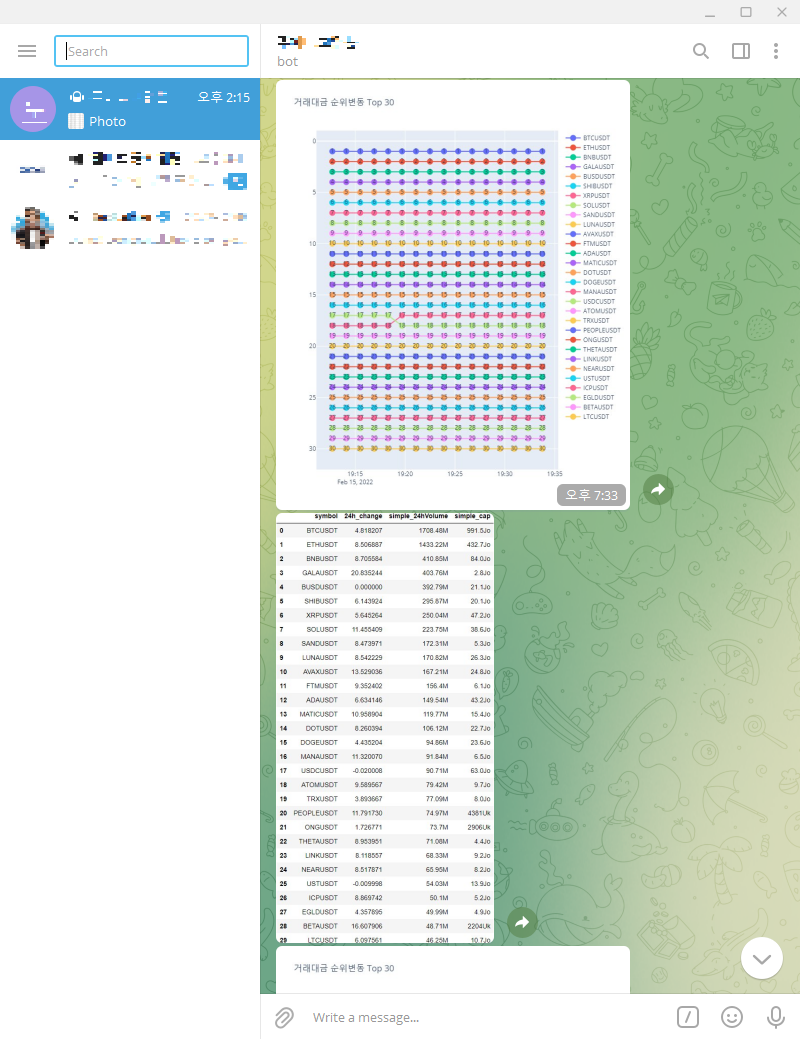 Search
bot
오후 2:15
Photo
거래대금 순위변동 Top 30
0
5
10
15
20
25
30
19:15
19:20
19:25
19:30
19:35
Feb 15, 2022
BTCUSDT
ETHUSDT
BNBUSDT
GALAUSDT
BUSDUSDT
SHIBUSDT
XRPUSDT
SOLUSDT
SANDUSDT
LUNAUSDT
AVAXUSDT
FTMUSDT
ADAUSDT
MATICUSDT
DOTUSDT
DOGEUSDT
MANAUSDT
USDCUSDT
ATOMUSDT
TRXUSDT
PEOPLEUSDT
ONGUSDT
THETAUSDT
LINKUSDT
NEARUSDT
USTUSDT
ICPUSDT
EGLDUSDT
BETAUSDT
LTCUSDT
오후 7:33
symbol 24h_change simple_24hVolume simple_cap
0 BTCUSDT 4.818207 1708.48M 991.5Jo
1 ETHUSDT 8.506887 1433.22M 432.7Jo
2 BNBUSDT 8.705584 410.85M 84.0Jo
3 GALAUSDT 20.835244 403.76M 2.8Jo
4 BUSDUSDT 0.000000 392.79M 21.1Jo
5 SHIBUSDT 6.143924 295.87M 20.1Jo
6 XRPUSDT 5.645264 250.04M 47.2Jo
7 SOLUSDT 11.455409 223.75M 38.6Jo
8 SANDUSDT 8.473971 172.31M 5.3Jo
9 LUNAUSDT 8.542229 170.82M 26.3Jo
10 AVAXUSDT 13.529036 167.21M 24.8Jo
11 FTMUSDT 9.352402 156.4M 6.1Jo
12 ADAUSDT 6.634146 149.54M 43.2Jo
13 MATICUSDT 10.958904 119.77M 15.4Jo
14 DOTUSDT 8.260394 106.12M 22.7Jo
15 DOGEUSDT 4.435204 94.86M 23.6Jo
16 MANAUSDT 11.320070 91.84M 6.5Jo
17 USDCUSDT -0.020008 90.71M 63.0Jo
18 ATOMUSDT 9.589567 79.42M 9.7Jo
19 TRXUSDT 3.893667 77.09M 8.0Jo
20 PEOPLEUSDT 11.791730 74.97M 4381Uk
21 ONGUSDT 1.726771 73.7M 2906Uk
22 THETAUSDT 8.953951 71.08M 4.4Jo
23 LINKUSDT 8.118557 68.33M 9.2Jo
24 NEARUSDT 8.517871 65.95M 8.2Jo
25 USTUSDT -0.009998 54.03M 13.9Jo
26 ICPUSDT 8.869742 50.1M 5.2Jo
27 EGLDUSDT 4.357895 49.99M 4.9Jo
28 BETAUSDT 16.607906 48.71M 2204Uk
29 LTCUSDT 6.097561 46.25M 10.7Jo
거래대금 순위변동 Top 30
Write a message...